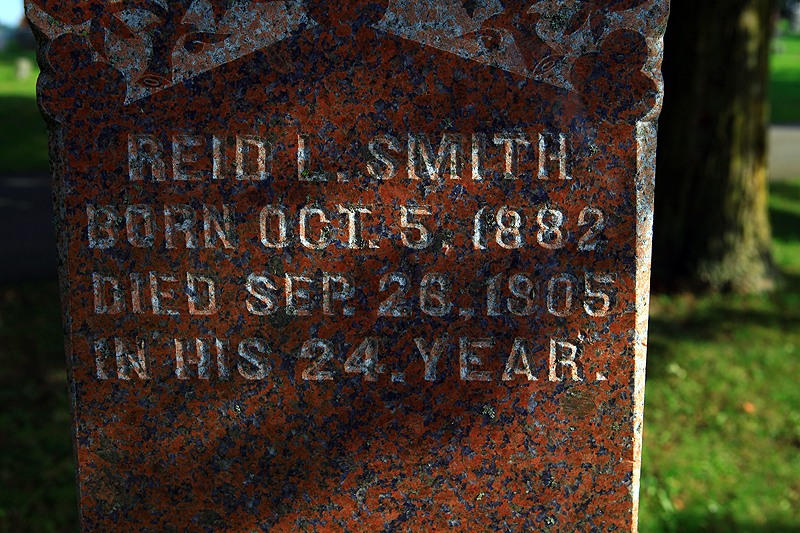 REID L. SMITH
BORN OCT. 5, 1882
DIED SEP. 26, 1905
IN HIS 24. YEAR.